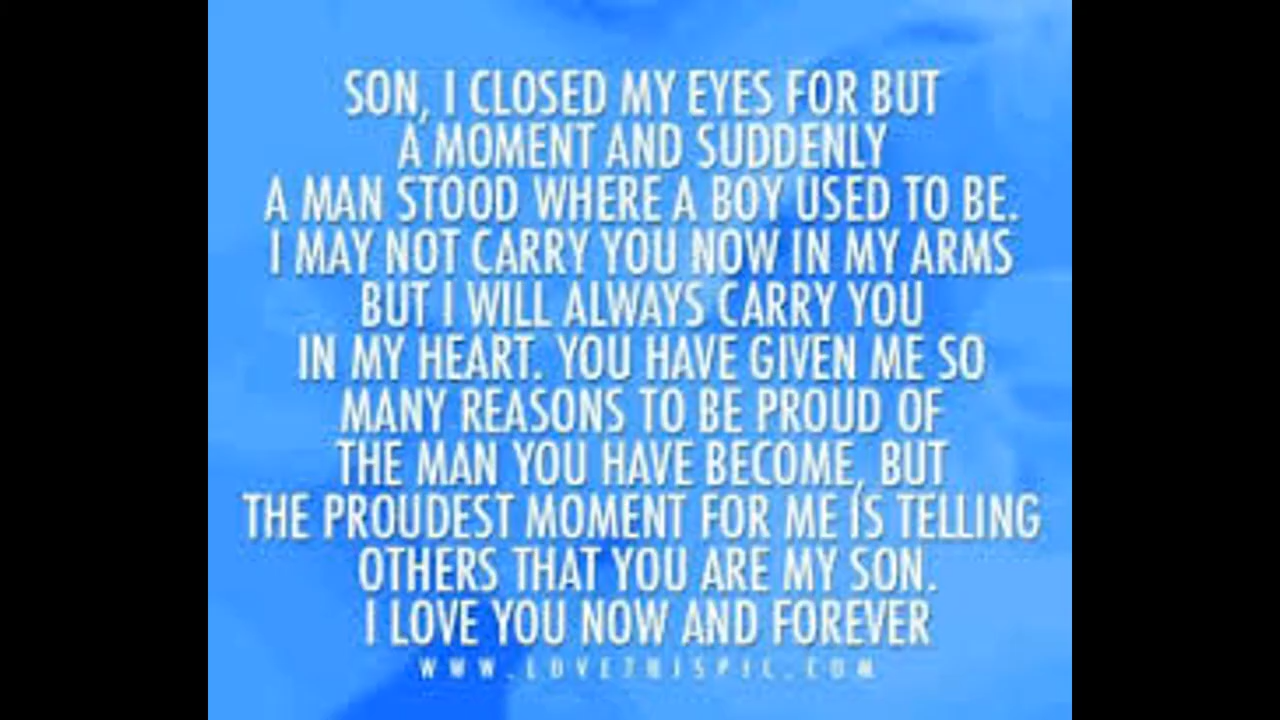 SON, I CLOSED MY EYES FOR BUT
A MOMENT AND SUDDENLY
A MAN STOOD WHERE A BOY USED TO BE.
I MAY NOT CARRY YOU NOW IN MY ARMS
BUT I WILL ALWAYS CARRY YOU
IN MY HEART. YOU HAVE GIVEN ME SO
MANY REASONS TO BE PROUD OF
THE MAN YOU HAVE BECOME, BUT
THE PROUDEST MOMENT FOR ME IS TELLING
OTHERS THAT YOU ARE MY SON.
I LOVE YOU NOW AND FOREVER
WWW.LOVETHISPIC.COM